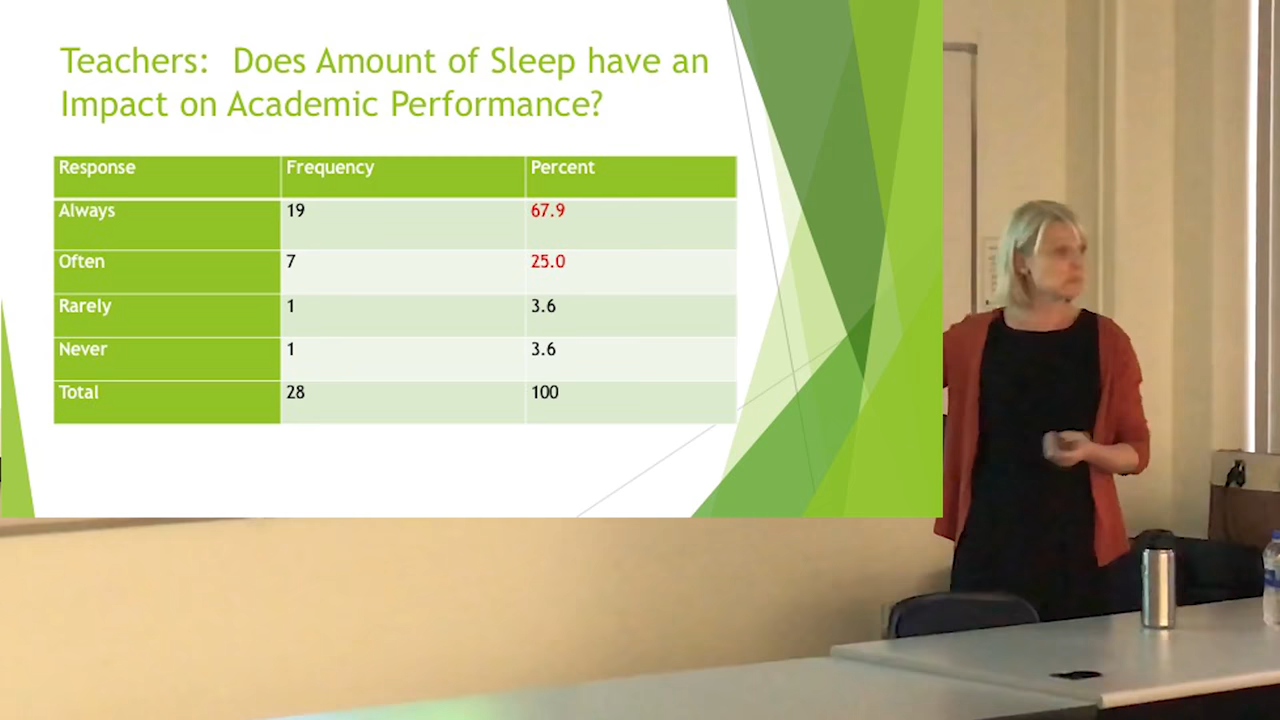 Teachers:  Does Amount of Sleep have an
Impact on Academic Performance?
Response Frequency Percent
Always 19 67.9
Often 7 25.0
Rarely 1 3.6
Never 1 3.6
Total 28 100